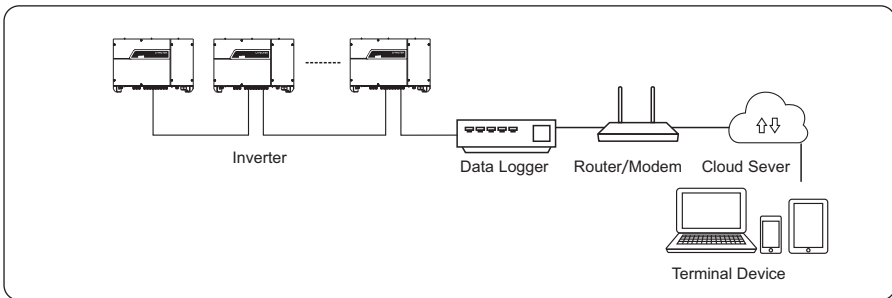 Inverter
Data Logger
Router/Modem
Cloud Sever
Terminal Device